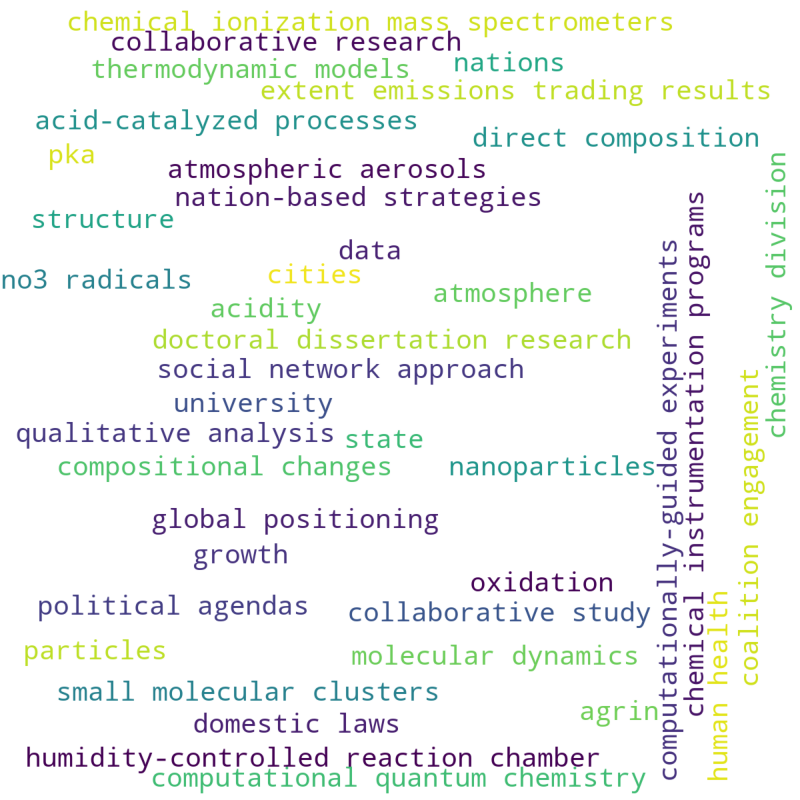 chemical ionization mass spectrometers
collaborative research
nations
thermodynamic models
extent emissions trading results
acid-catalyzed processes
direct composition
pka
atmospheric aerosols
nation-based strategies
structure
data
cities
no3 radicals
atmosphere
acidity
doctoral dissertation research
social network approach
university
qualitative analysis
state
compositional changes
nanoparticles
global positioning
growth
oxidation
political agendas
collaborative study
particles
molecular dynamics
small molecular clusters
agrin
domestic laws
humidity-controlled reaction chamber
computational quantum chemistry
computationally-guided experiments
chemical instrumentation programs
human health
coalition engagement
chemistry division